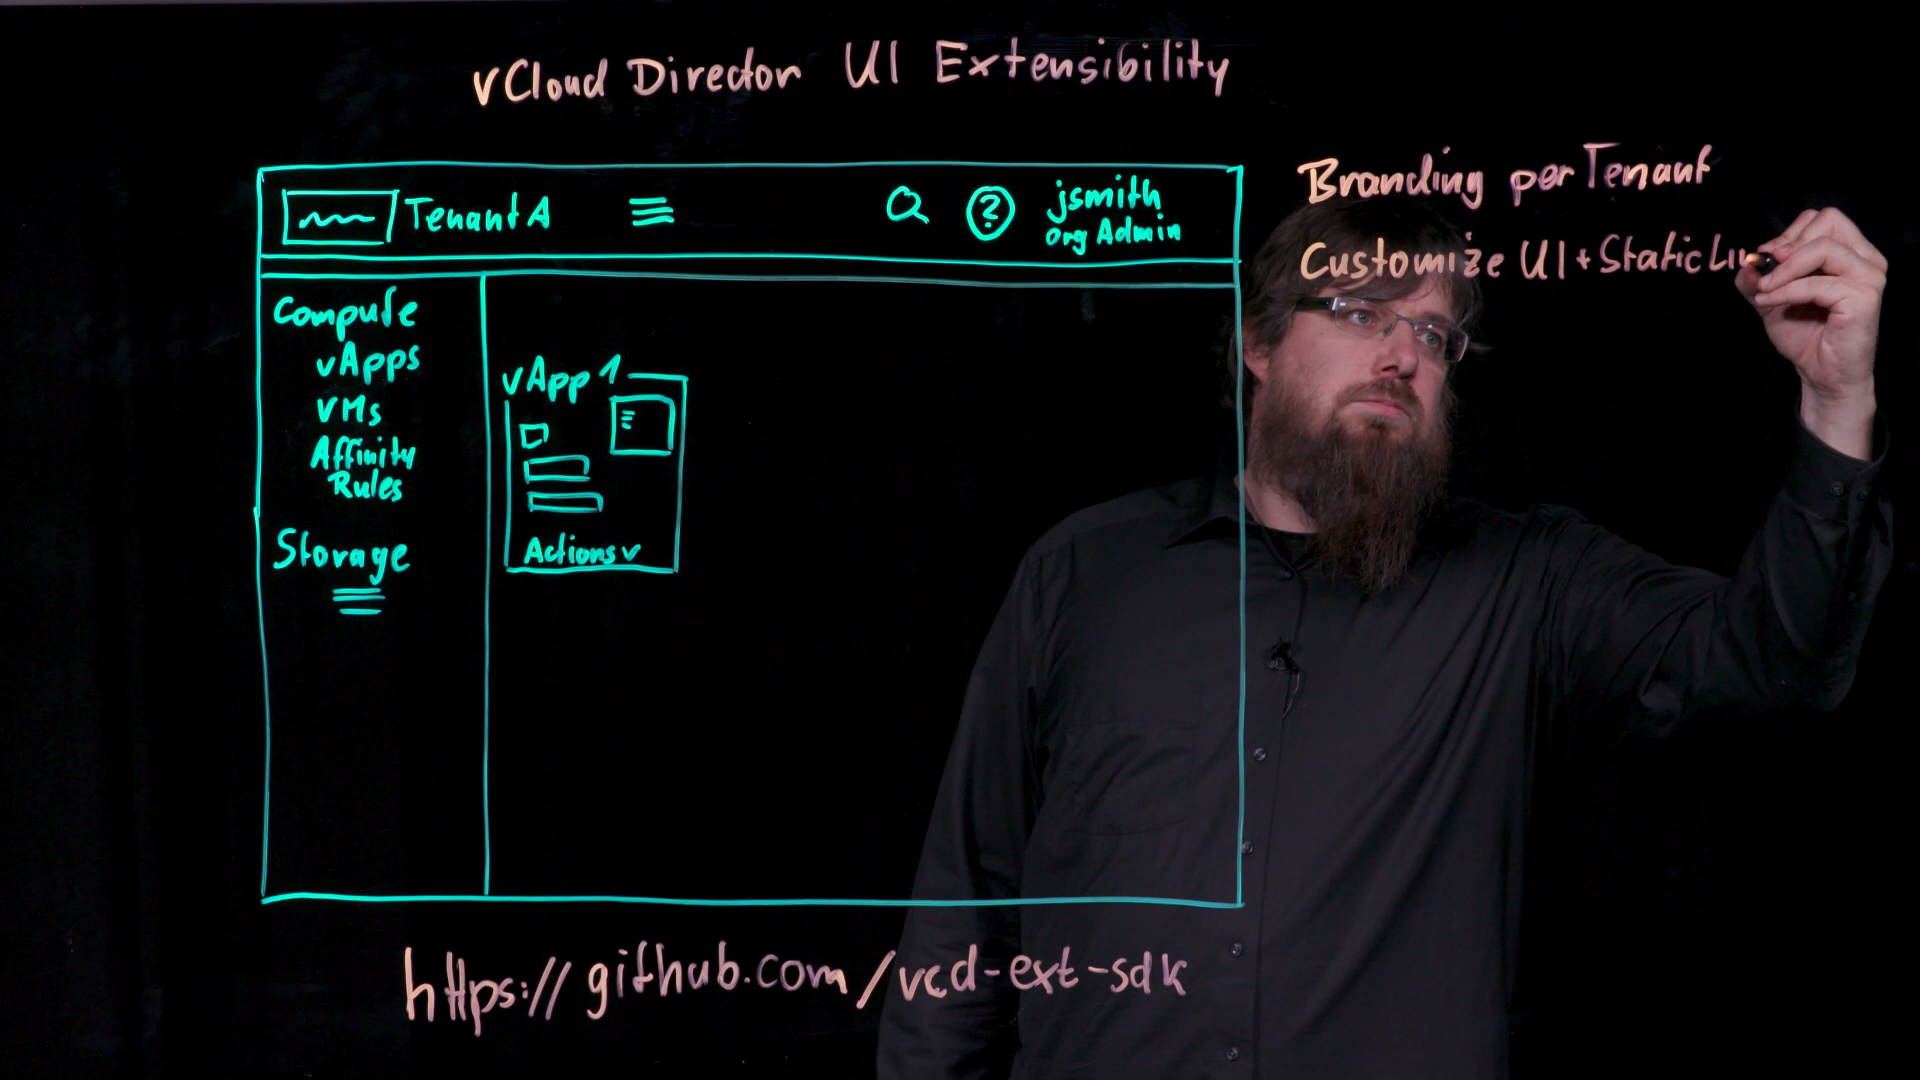 vCloud Director UI Extensibility
Tenant A
?
jsmith
Org Admin
Compute
vApps
VMs
Affinity
Rules
Storage
vApp 1
Actions v
Branding per Tenant
Customize UI + Static
https://github.com/vcd-ext-sdk